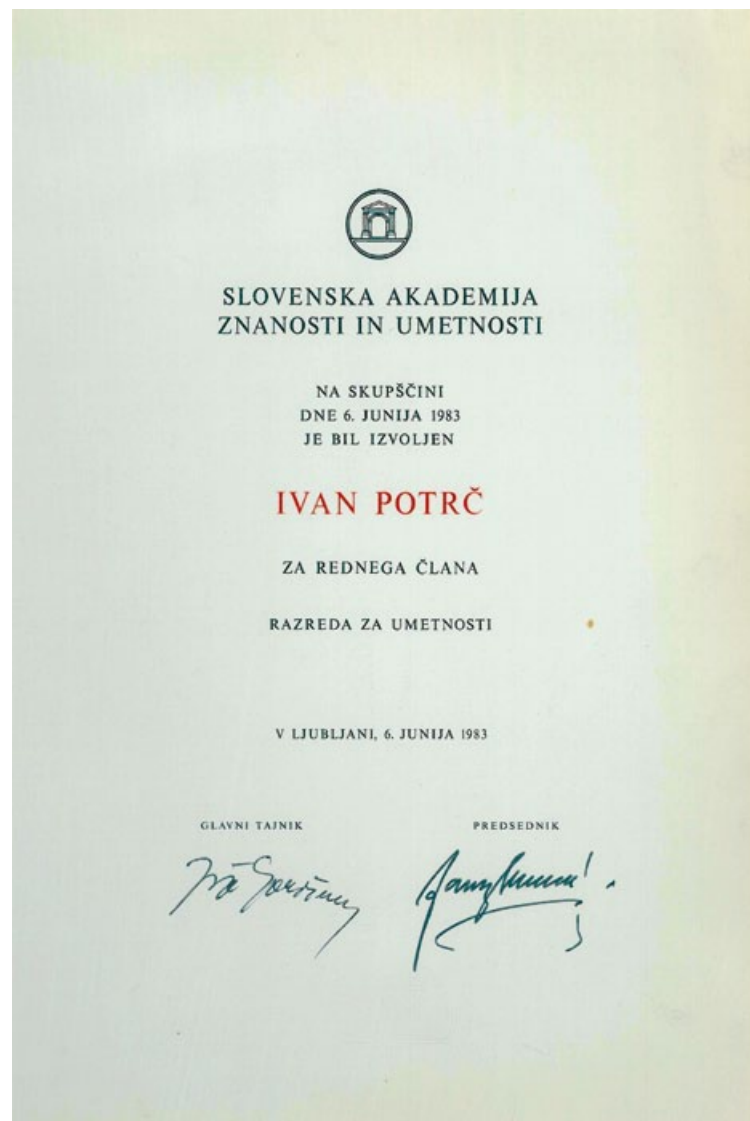 SLOVENSKA AKADEMIJA
ZNANOSTI IN UMETNOSTI
NA SKUPŠČINI
DNE 6. JUNIJA 1983
JE BIL IZVOLJEN
IVAN POTRČ
ZA REDNEGA ČLANA
RAZREDA ZA UMETNOSTI
V LJUBLJANI, 6. JUNIJA 1983
GLAVNI TAJNIK PREDSEDNIK